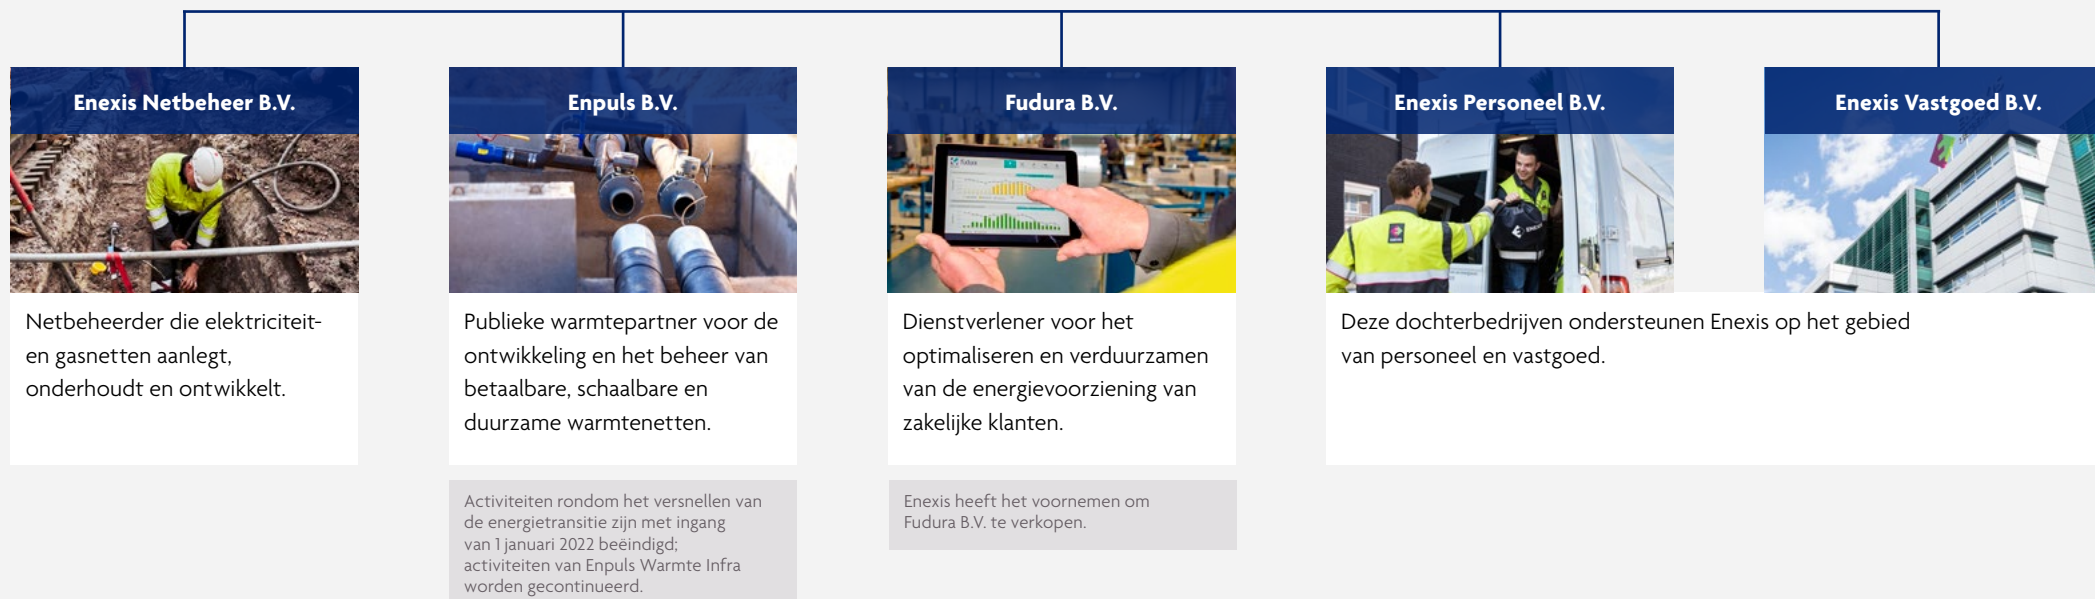 Enexis Netbeheer B.V.
Netbeheerder die elektriciteit-
en gasnetten aanlegt,
onderhoudt en ontwikkelt.
Enpuls B.V.
Publieke warmtepartner voor de
ontwikkeling en het beheer van
betaalbare, schaalbare en
duurzame warmtenetten.
Activiteiten rondom het versnellen van
de energietransitie zijn met ingang
van 1 januari 2022 beëindigd;
activiteiten van Enpuls Warmte Infra
worden gecontinueerd.
Fudura B.V.
fudura
Dienstverlener voor het
optimaliseren en verduurzamen
van de energievoorziening van
zakelijke klanten.
Enexis heeft het voornemen om
Fudura B.V. te verkopen.
Enexis Personeel B.V.
Enexis Vastgoed B.V.
Deze dochterbedrijven ondersteunen Enexis op het gebied
van personeel en vastgoed.